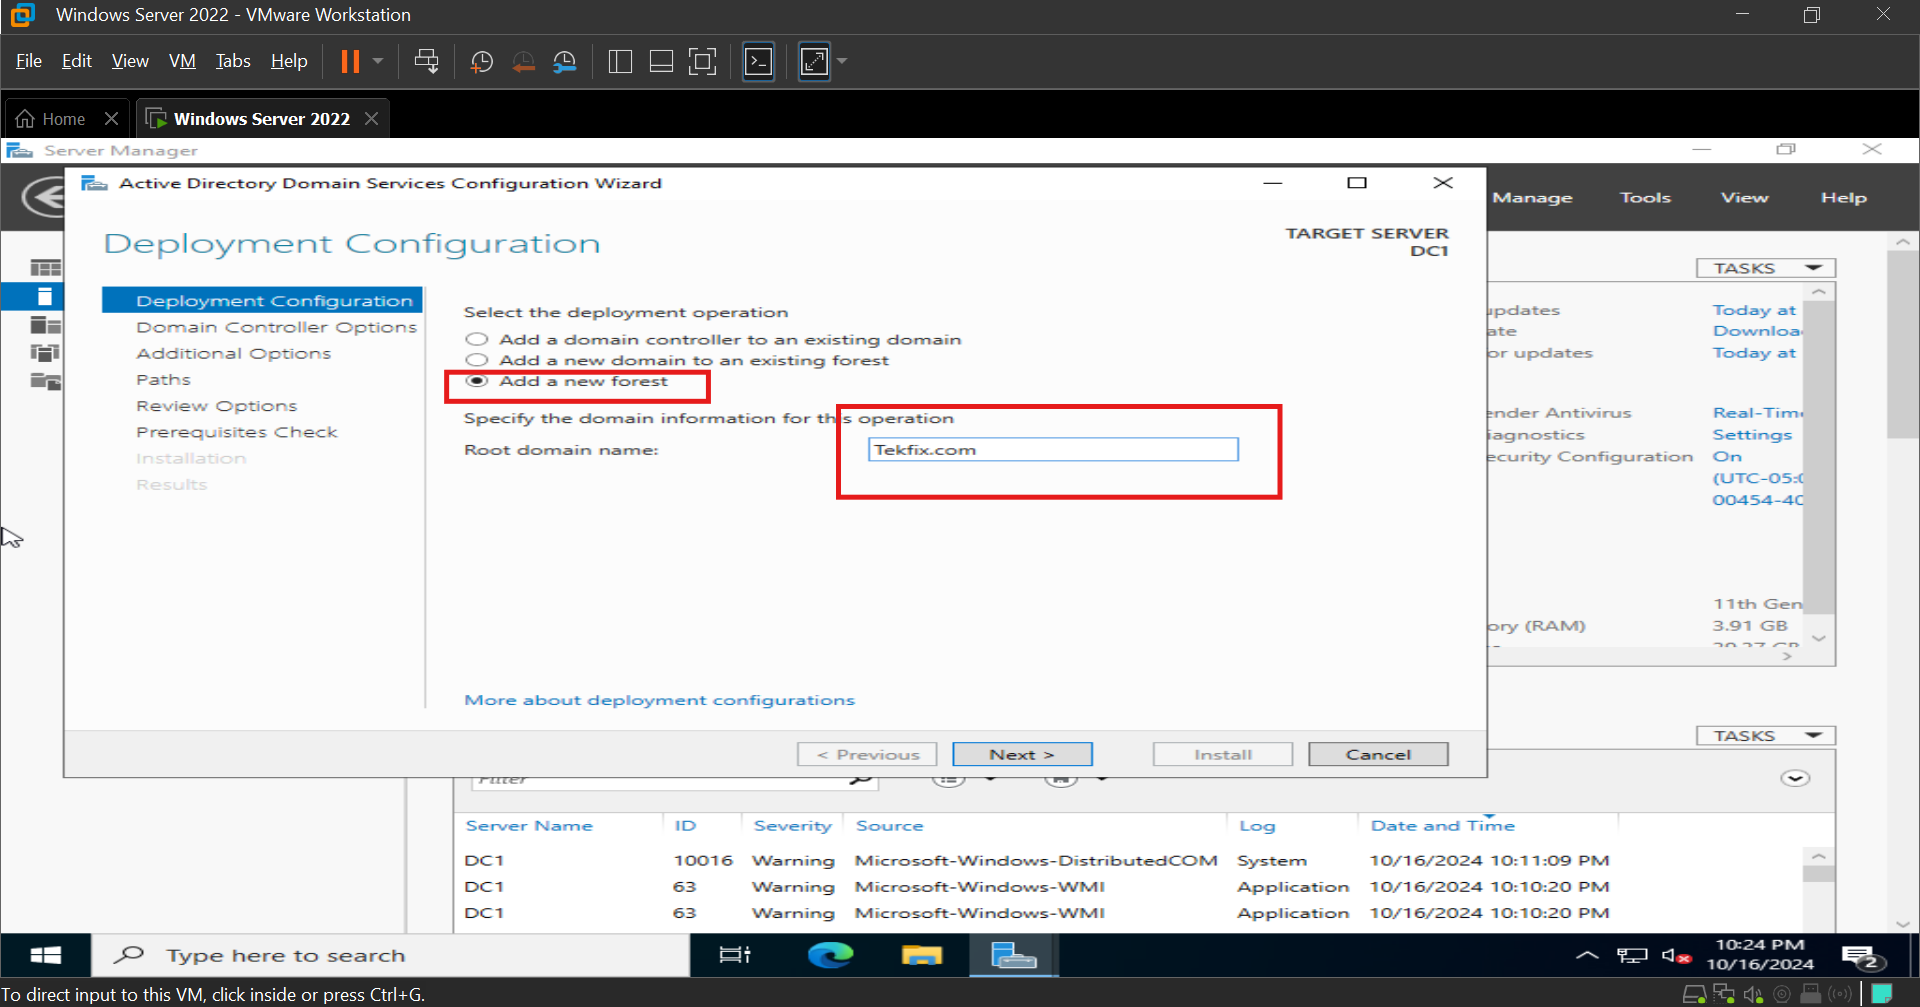 Windows Server 2022 - VMware Workstation
File Edit View VM Tabs Help
Home
Windows Server 2022
Server Manager
Active Directory Domain Services Configuration Wizard
Manage Tools View Help
Deployment Configuration
TARGET SERVER
DC1
Deployment Configuration
Domain Controller Options
Additional Options
Paths
Review Options
Prerequisites Check
Installation
Results
Select the deployment operation
Add a domain controller to an existing domain
Add a new domain to an existing forest
Add a new forest
Specify the domain information for this operation
Root domain name:
Tekfix.com
More about deployment configurations
< Previous
Next >
Install
Cancel
TASKS
updates Today at
ate Downloa
or updates Today at
ender Antivirus Real-Time
iagnostics Settings
ecurity Configuration On
(UTC-05:0
00454-40
11th Gen
ory (RAM) 3.91 GB
TASKS
Filter
Server Name ID Severity Source Log Date and Time
DC1 10016 Warning Microsoft-Windows-DistributedCOM System 10/16/2024 10:11:09 PM
DC1 63 Warning Microsoft-Windows-WMI Application 10/16/2024 10:10:20 PM
DC1 63 Warning Microsoft-Windows-WMI Application 10/16/2024 10:10:20 PM
Type here to search
10:24 PM
10/16/2024
2
To direct input to this VM, click inside or press Ctrl+G.